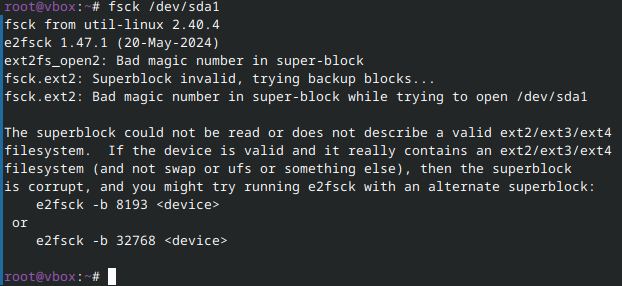 root@vbox:~# fsck /dev/sda1
fsck from util-linux 2.40.4
e2fsck 1.47.1 (20-May-2024)
ext2fs_open2: Bad magic number in super-block
fsck.ext2: Superblock invalid, trying backup blocks...
fsck.ext2: Bad magic number in super-block while trying to open /dev/sda1

The superblock could not be read or does not describe a valid ext2/ext3/ext4
filesystem.  If the device is valid and it really contains an ext2/ext3/ext4
filesystem (and not swap or ufs or something else), then the superblock
is corrupt, and you might try running e2fsck with an alternate superblock:
    e2fsck -b 8193 <device>
 or
    e2fsck -b 32768 <device>

root@vbox:~#